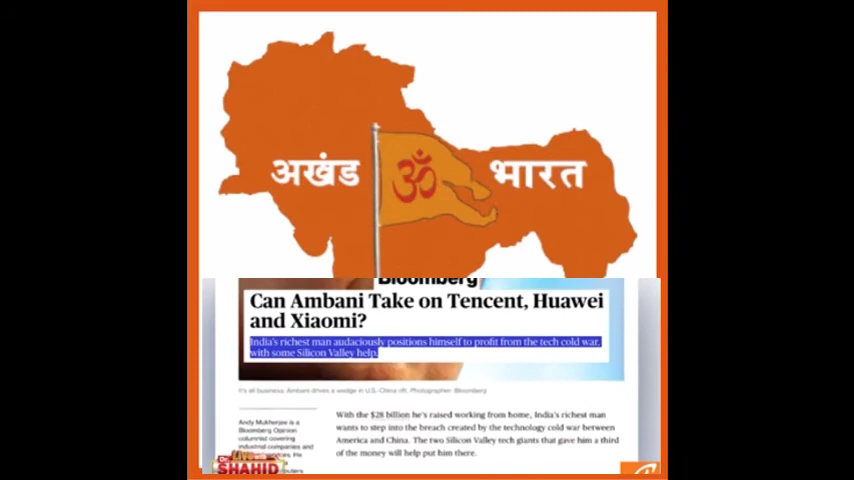 अखंड
ॐ
भारत
Bloomberg
Can Ambani Take on Tencent, Huawei
and Xiaomi?
India's richest man audaciously positions himself to profit from the tech cold war,
with some Silicon Valley help.
It's all business. Ambani drives a wedge in U.S.-China rift. Photographer: Bloomberg
Andy Mukherjee is a
Bloomberg Opinion
columnist covering
industrial companies and
He
With the $28 billion he's raised working from home, India's richest man
wants to step into the breach created by the technology cold war between
America and China. The two Silicon Valley tech giants that gave him a third
of the money will help put him there.
Live with
Dr.
SHAHID